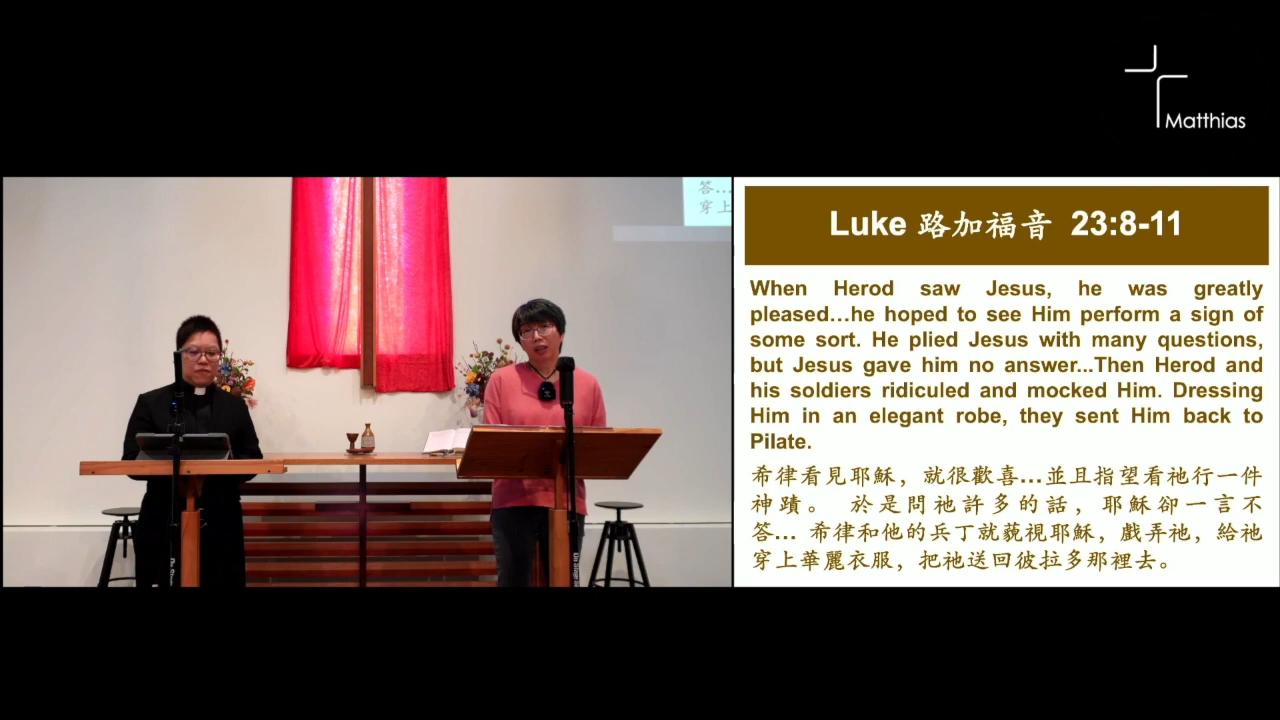 Matthias
答...
穿上
Luke 路加福音 23:8-11
When Herod saw Jesus, he was greatly
pleased...he hoped to see Him perform a sign of
some sort. He plied Jesus with many questions,
but Jesus gave him no answer...Then Herod and
his soldiers ridiculed and mocked Him. Dressing
Him in an elegant robe, they sent Him back to
Pilate.
希律看見耶穌，就很歡喜...並且指望看祂行一件
神蹟。 於是問祂許多的話，耶穌卻一言不
答... 希律和他的兵丁就藐視耶穌，戲弄祂，給祂
穿上華麗衣服，把祂送回彼拉多那裡去。